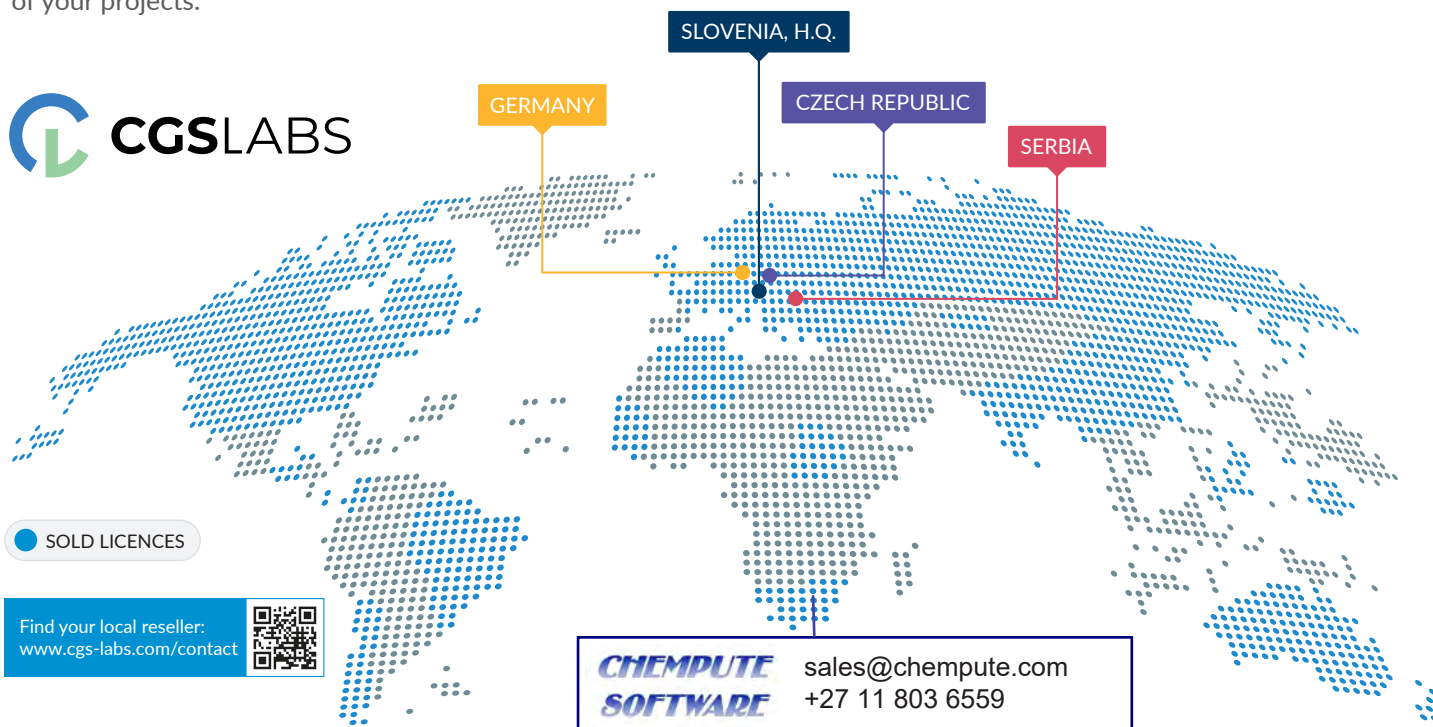 of your projects.
SLOVENIA, H.Q.
GERMANY
CZECH REPUBLIC
CGSLABS
SERBIA
SOLD LICENCES
Find your local reseller:
www.cgs-labs.com/contact
CHEMPUTE
SOFTWARE
sales@chempute.com
+27 11 803 6559